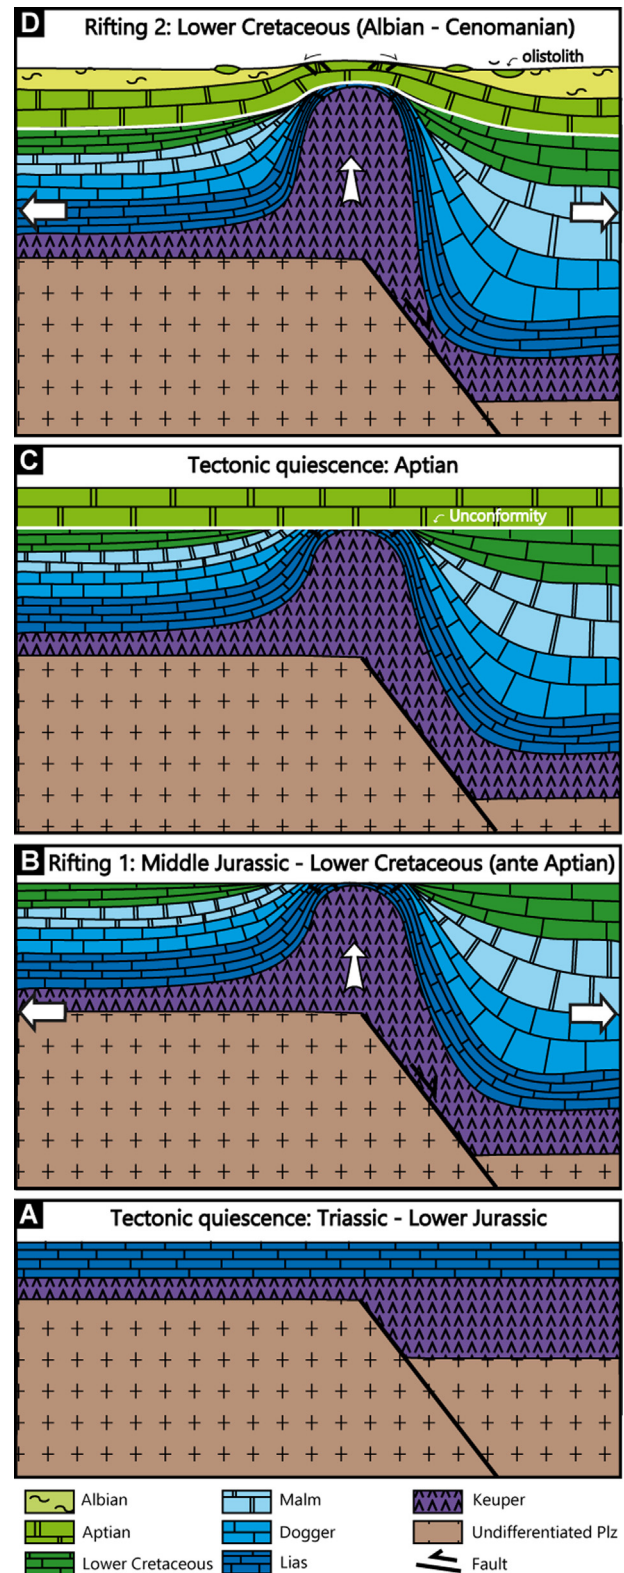 D Rifting 2: Lower Cretaceous (Albian - Cenomanian)
olistolith
C Tectonic quiescence: Aptian
Unconformity
B Rifting 1: Middle Jurassic - Lower Cretaceous (ante Aptian)
A Tectonic quiescence: Triassic - Lower Jurassic
Albian Malm Keuper
Aptian Dogger Undifferentiated Plz
Lower Cretaceous Lias Fault